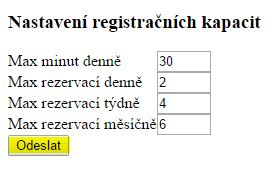 Nastavení registračních kapacit
Max minut denně 30
Max rezervací denně 2
Max rezervací týdně 4
Max rezervací měsíčně 6
Odeslat